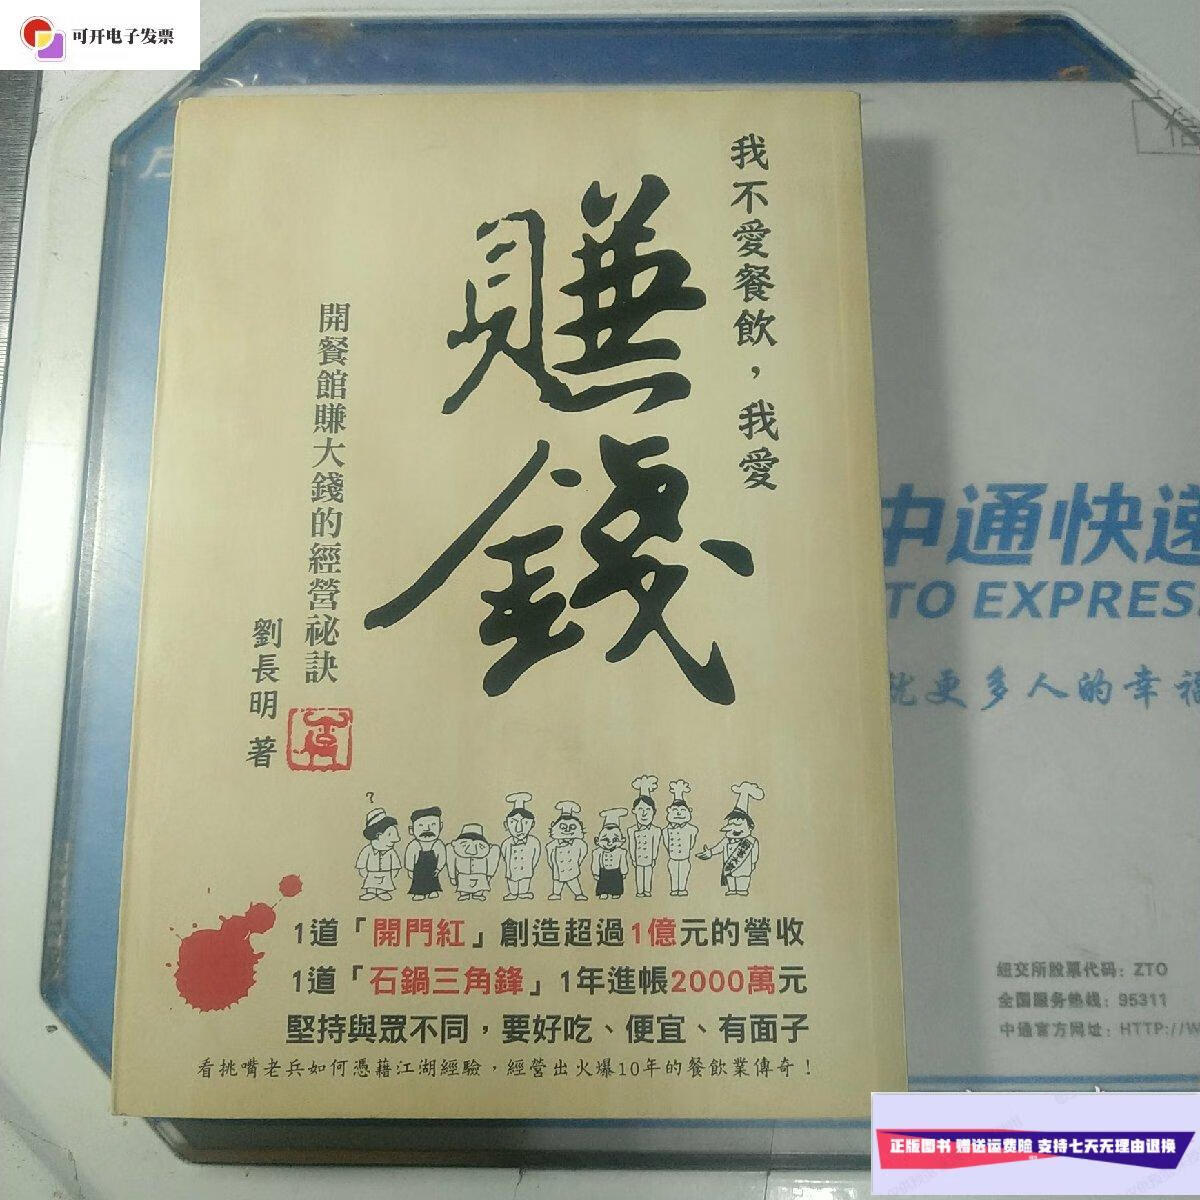 可开电子发票
我不愛餐飲，我愛
賺錢
開餐館賺大錢的經營祕訣
劉長明 著
?
1道「開門紅」創造超過1億元的營收
1道「石鍋三角鋒」1年進帳2000萬元
堅持與眾不同，要好吃、便宜、有面子
看挑嘴老兵如何憑藉江湖經驗，經營出火爆10年的餐飲業傳奇！
中通快递
ZTO EXPRESS
就更多人的幸福
纽交所股票代码：ZTO
全国服务热线：95311
中通官方网址：HTTP://W
正版图书 赠送运费险 支持七天无理由退换